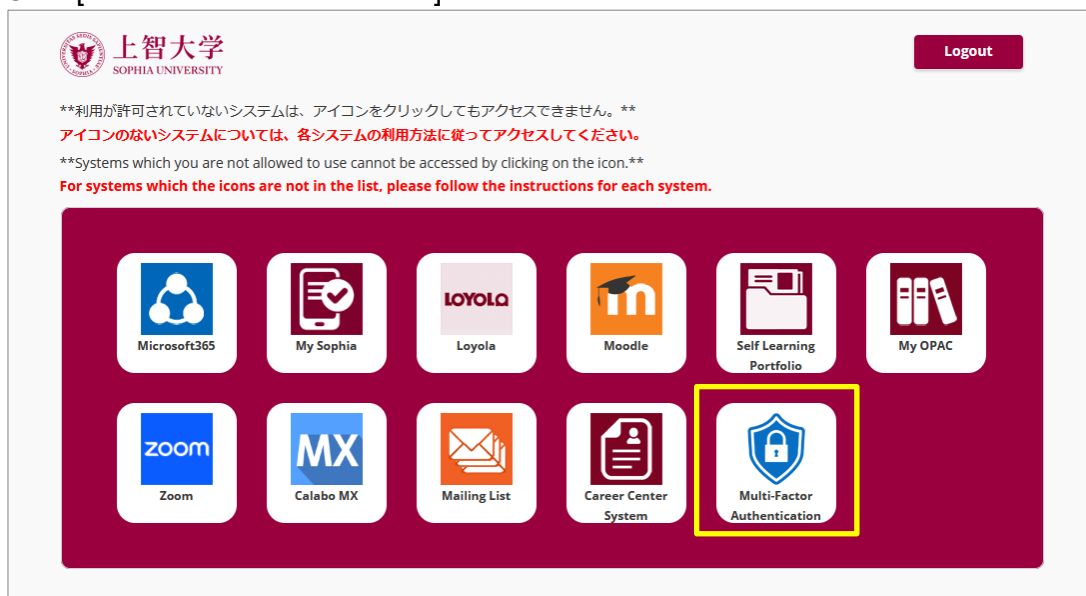 上智大学
SOPHIA UNIVERSITY
Logout
**利用が許可されていないシステムは、アイコンをクリックしてもアクセスできません。**
アイコンのないシステムについては、各システムの利用方法に従ってアクセスしてください。
**Systems which you are not allowed to use cannot be accessed by clicking on the icon.**
For systems which the icons are not in the list, please follow the instructions for each system.
Microsoft365
My Sophia
LOYOLA
Loyola
m
Moodle
Self Learning
Portfolio
My OPAC
zoom
Zoom
MX
Calabo MX
Mailing List
Career Center
System
Multi-Factor
Authentication